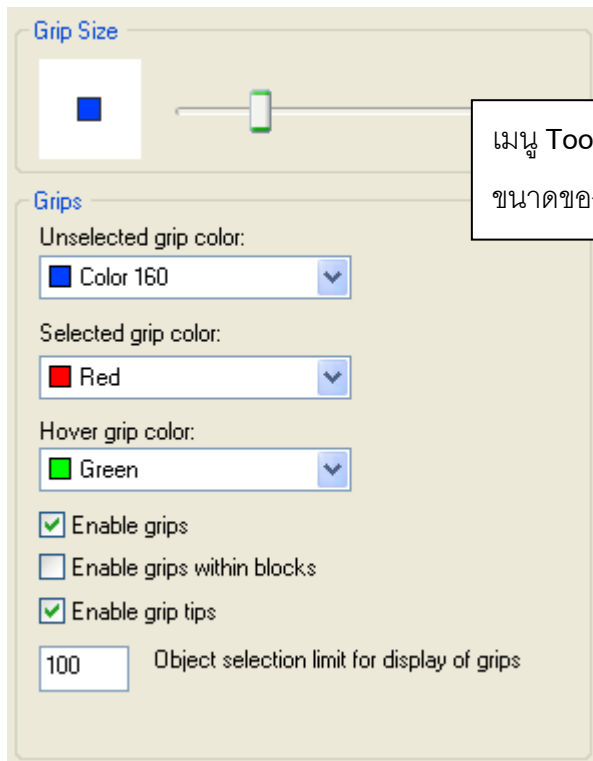 Grip Size
เมนู Too
ขนาดขอ
Grips
Unselected grip color:
Color 160
Selected grip color:
Red
Hover grip color:
Green
Enable grips
Enable grips within blocks
Enable grip tips
100 Object selection limit for display of grips